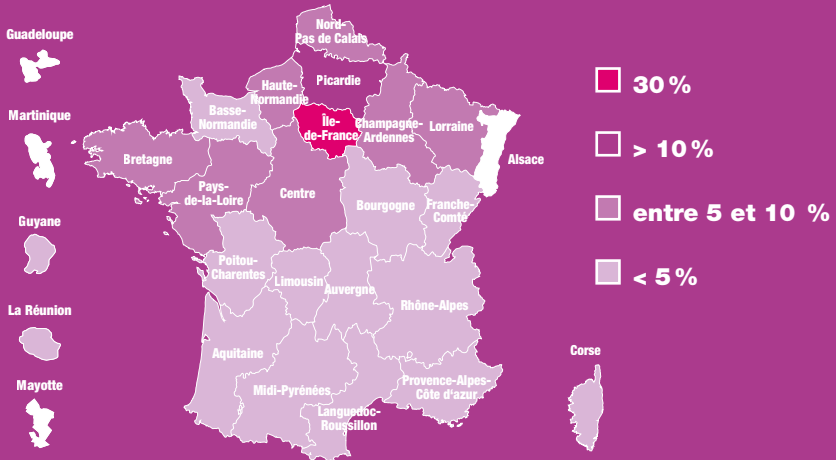 Guadeloupe
Martinique
Guyane
La Réunion
Mayotte
Nord-
Pas de Calais
Picardie
Haute-
Normandie
Basse-
Normandie
Île-
de-France
Champagne-
Ardennes
Lorraine
Alsace
Bretagne
Pays-
de-la-Loire
Centre
Bourgogne
Franche-
Comté
Poitou-
Charentes
Limousin
Auvergne
Rhône-Alpes
Aquitaine
Midi-Pyrénées
Languedoc-
Roussillon
Provence-Alpes-
Côte d'azur
Corse
30 %
> 10 %
entre 5 et 10 %
< 5 %